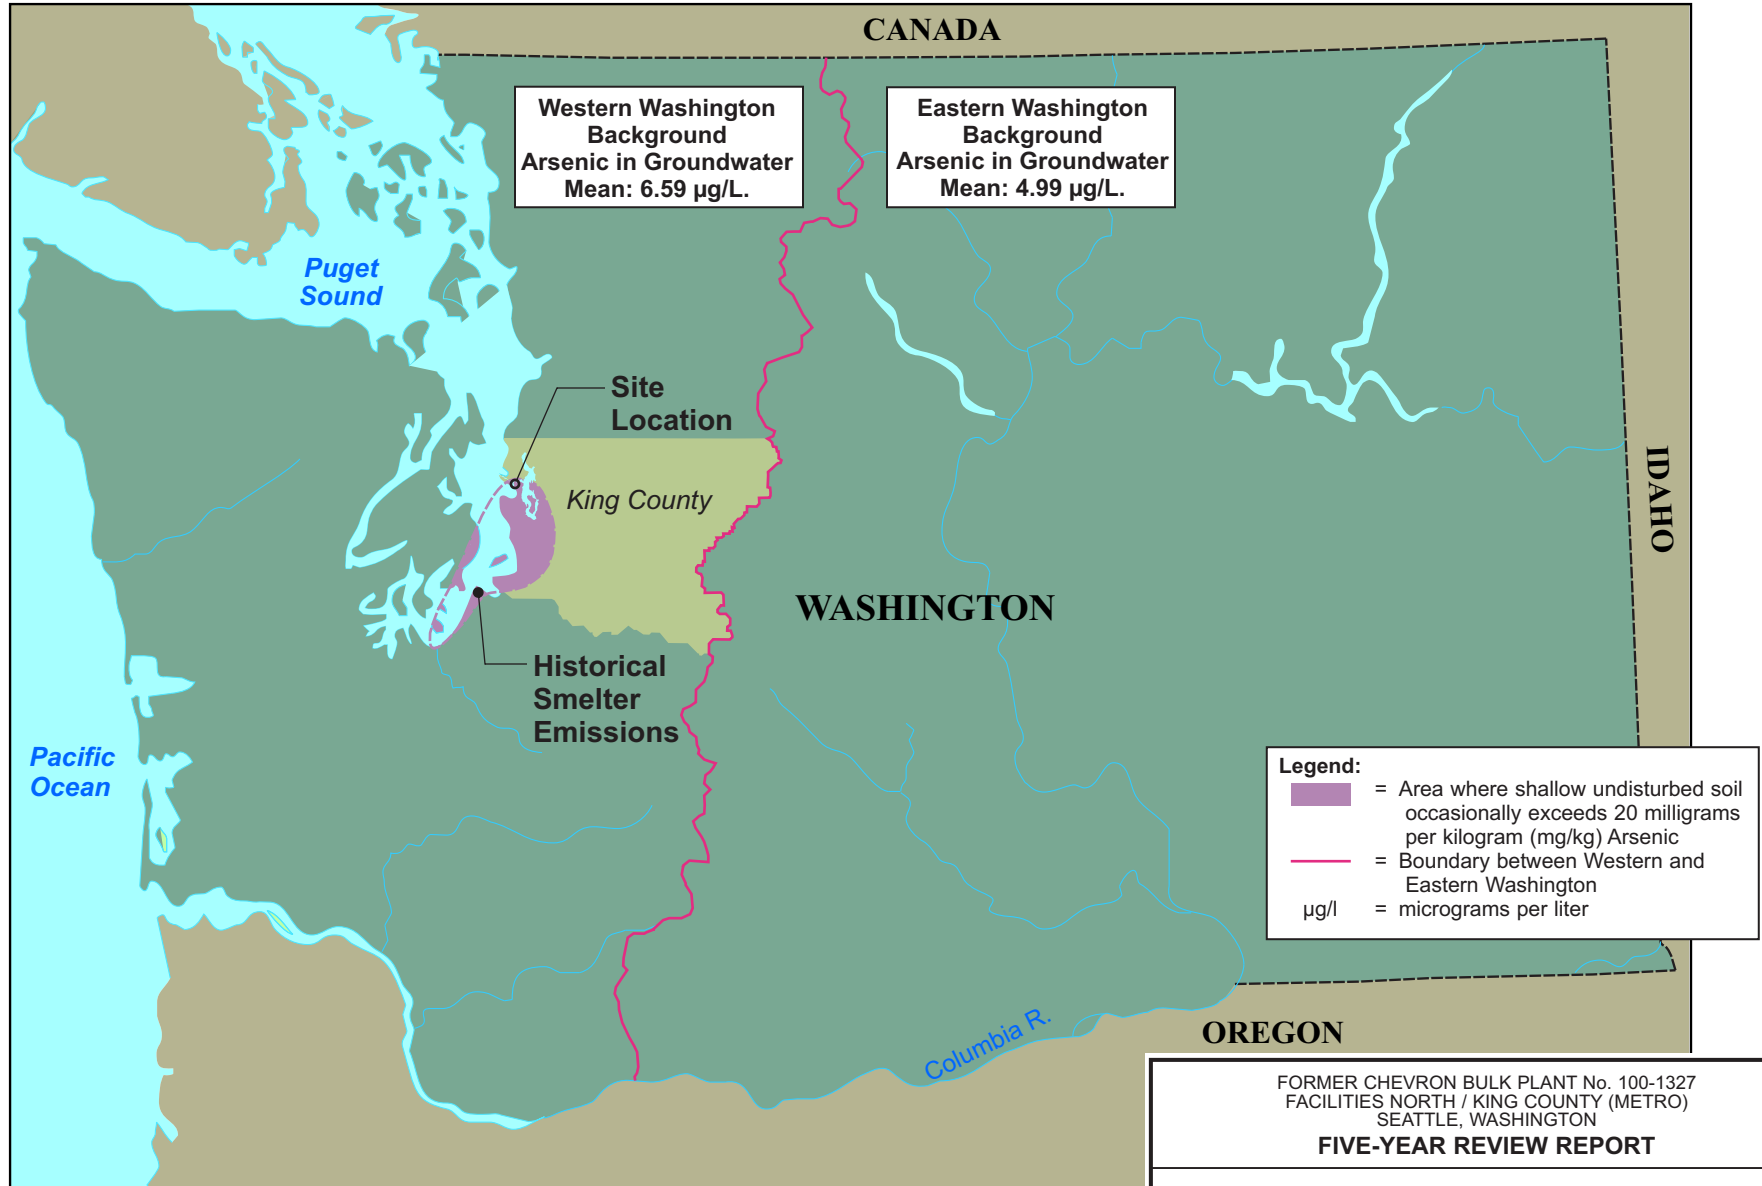 CANADA
Western Washington
Background
Arsenic in Groundwater
Mean: 6.59 µg/L.
Eastern Washington
Background
Arsenic in Groundwater
Mean: 4.99 µg/L.
Puget
Sound
Site
Location
King County
IDAHO
WASHINGTON
Historical
Smelter
Emissions
Pacific
Ocean
Legend:
= Area where shallow undisturbed soil
occasionally exceeds 20 milligrams
per kilogram (mg/kg) Arsenic
= Boundary between Western and
Eastern Washington
µg/l = micrograms per liter
Columbia R.
OREGON
FORMER CHEVRON BULK PLANT No. 100-1327
FACILITIES NORTH / KING COUNTY (METRO)
SEATTLE, WASHINGTON
FIVE-YEAR REVIEW REPORT